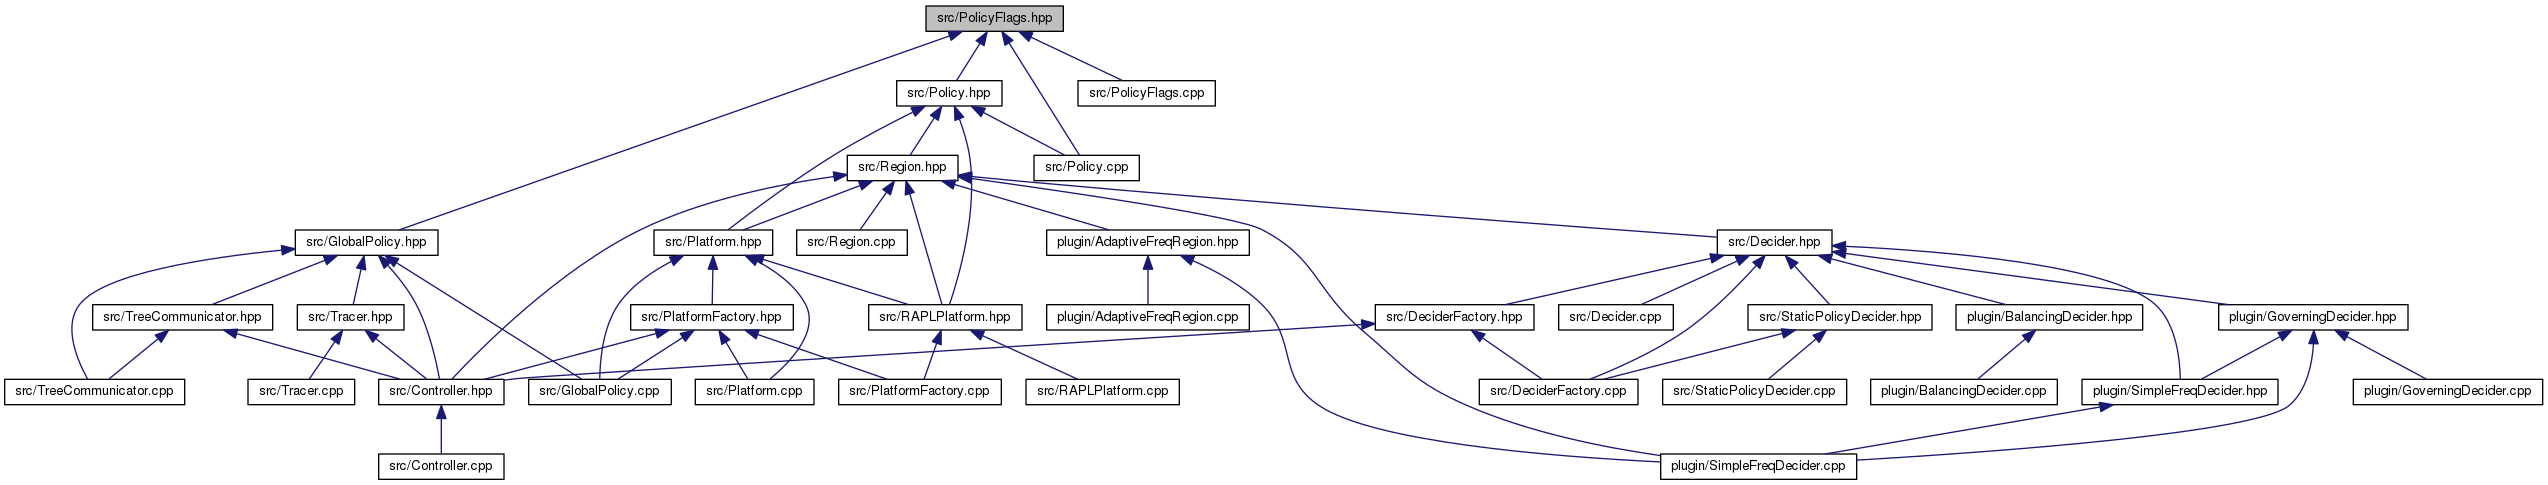 src/PolicyFlags.hpp
src/Policy.hpp
src/PolicyFlags.cpp
src/Region.hpp
src/Policy.cpp
src/GlobalPolicy.hpp
src/Platform.hpp
src/Region.cpp
plugin/AdaptiveFreqRegion.hpp
src/Decider.hpp
src/TreeCommunicator.hpp
src/Tracer.hpp
src/PlatformFactory.hpp
src/RAPLPlatform.hpp
plugin/AdaptiveFreqRegion.cpp
src/DeciderFactory.hpp
src/Decider.cpp
src/StaticPolicyDecider.hpp
plugin/BalancingDecider.hpp
plugin/GoverningDecider.hpp
src/TreeCommunicator.cpp
src/Tracer.cpp
src/Controller.hpp
src/GlobalPolicy.cpp
src/Platform.cpp
src/PlatformFactory.cpp
src/RAPLPlatform.cpp
src/DeciderFactory.cpp
src/StaticPolicyDecider.cpp
plugin/BalancingDecider.cpp
plugin/SimpleFreqDecider.hpp
plugin/GoverningDecider.cpp
src/Controller.cpp
plugin/SimpleFreqDecider.cpp